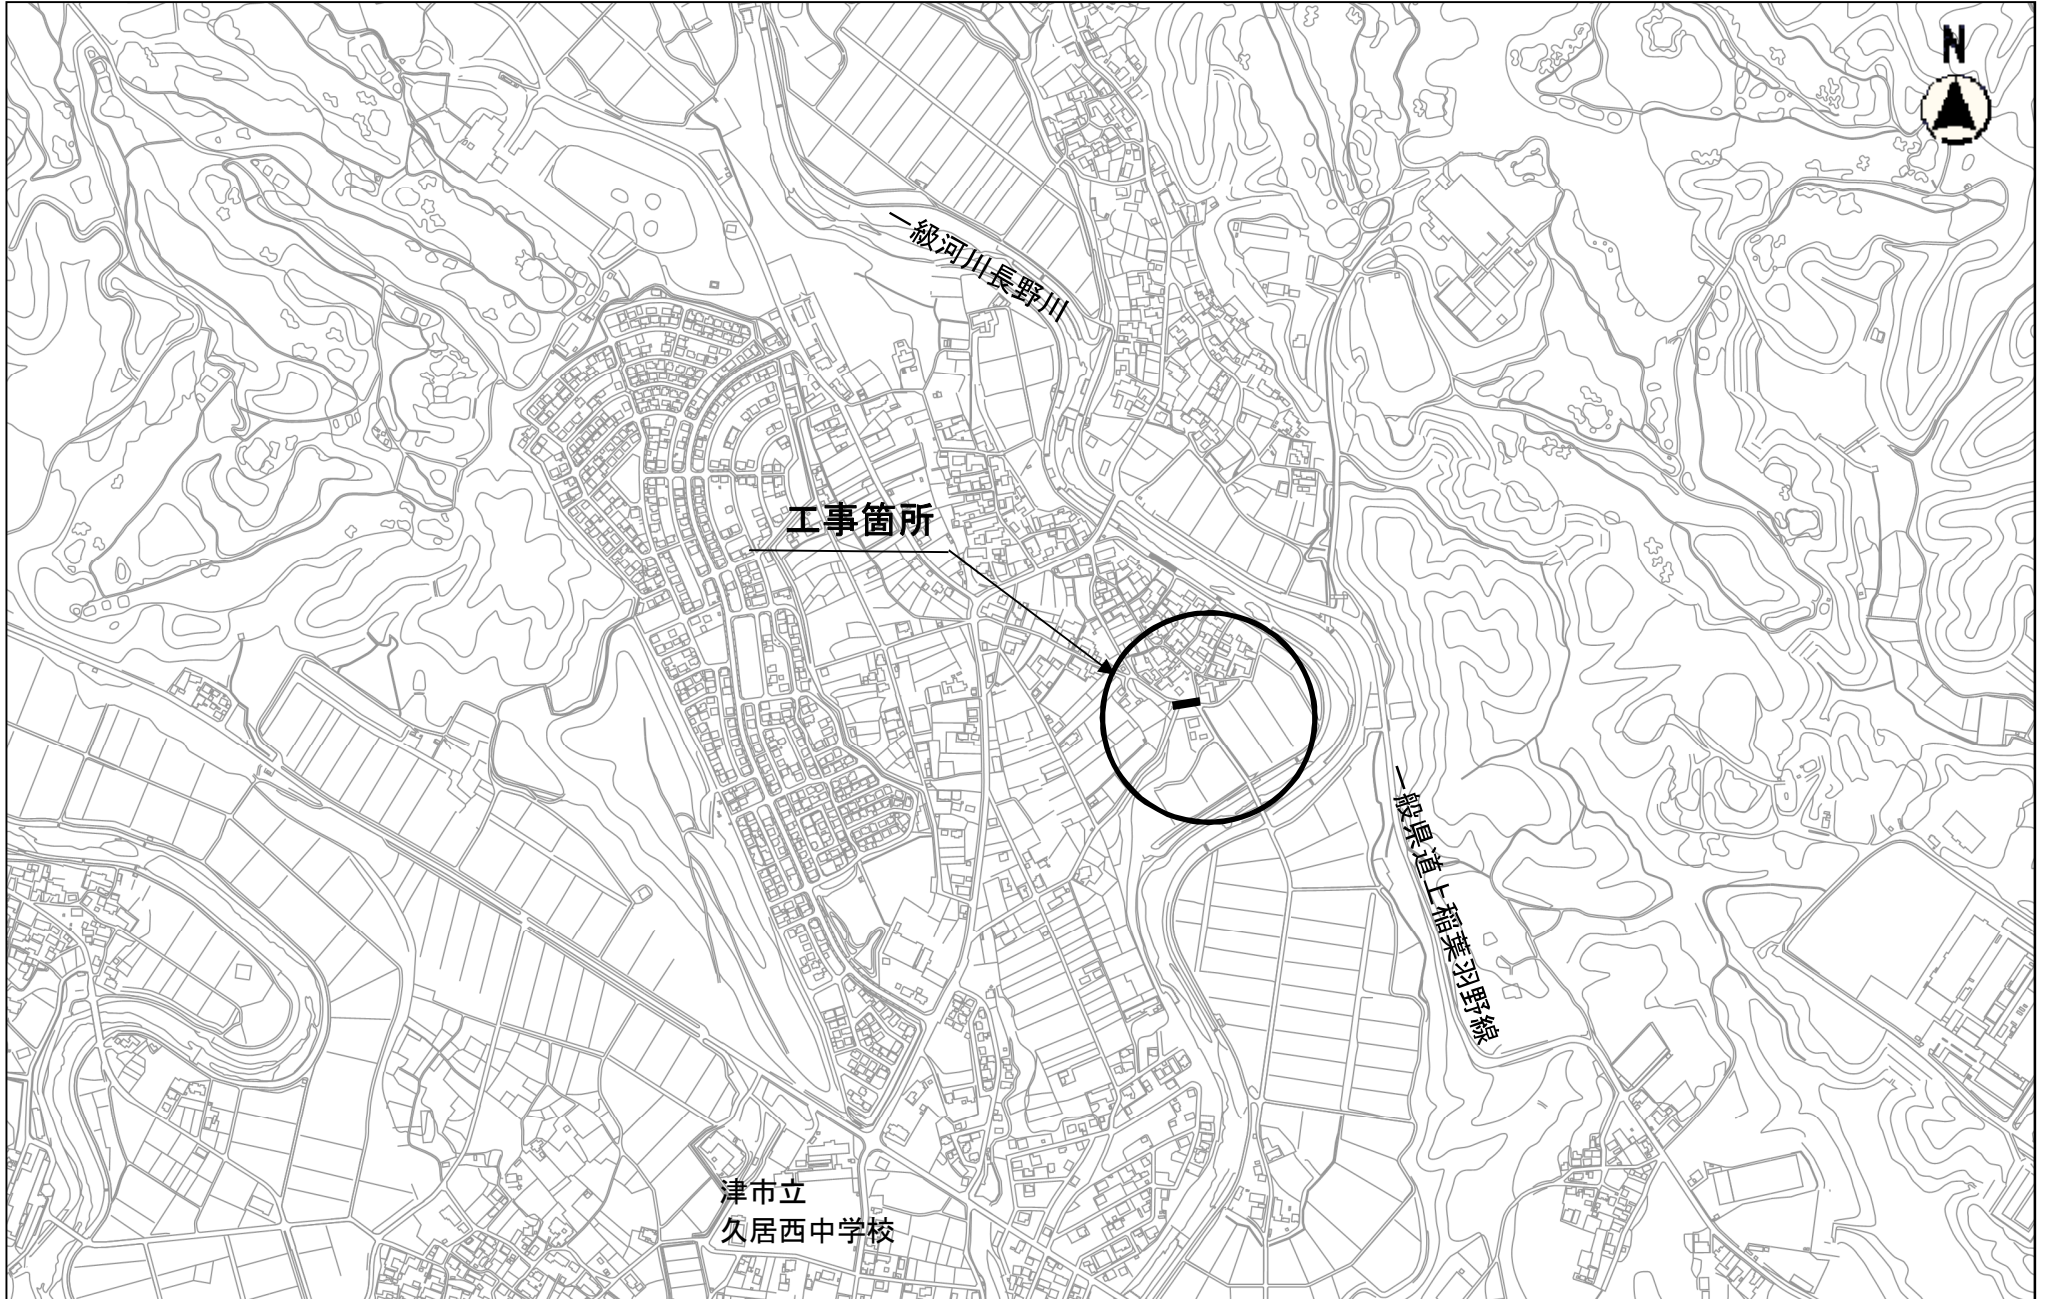 N
一級河川長野川
工事箇所
一般県道上稲葉羽野線
津市立
久居西中学校